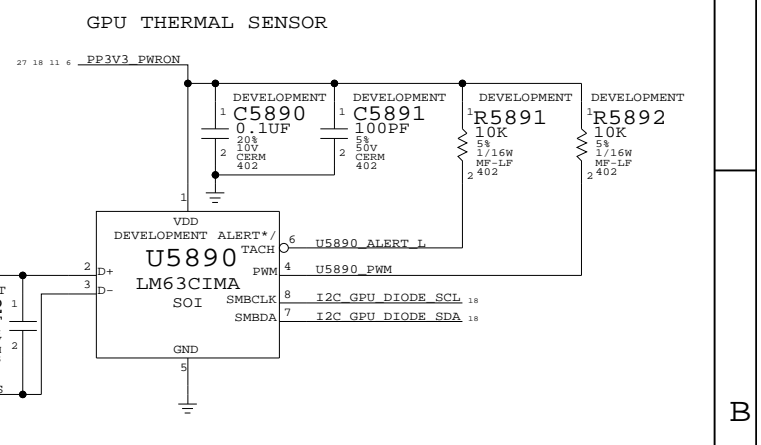 GPU THERMAL SENSOR
27 18 11 6 PP3V3_PWRON
DEVELOPMENT
1 C5890
0.1UF
20%
10V
2 CERM
402
DEVELOPMENT
1 C5891
100PF
5%
50V
2 CERM
402
DEVELOPMENT
1 R5891
10K
5%
1/16W
MF-LF
2 402
DEVELOPMENT
1 R5892
10K
5%
1/16W
MF-LF
2 402
1
VDD
DEVELOPMENT ALERT*/
TACH 6 U5890_ALERT_L
U5890
2 D+
PWM 4 U5890_PWM
3 D-
LM63CIMA
SOI
SMBCLK 8 I2C_GPU_DIODE_SCL 18
SMBDA 7 I2C_GPU_DIODE_SDA 18
1
2
GND
5
B